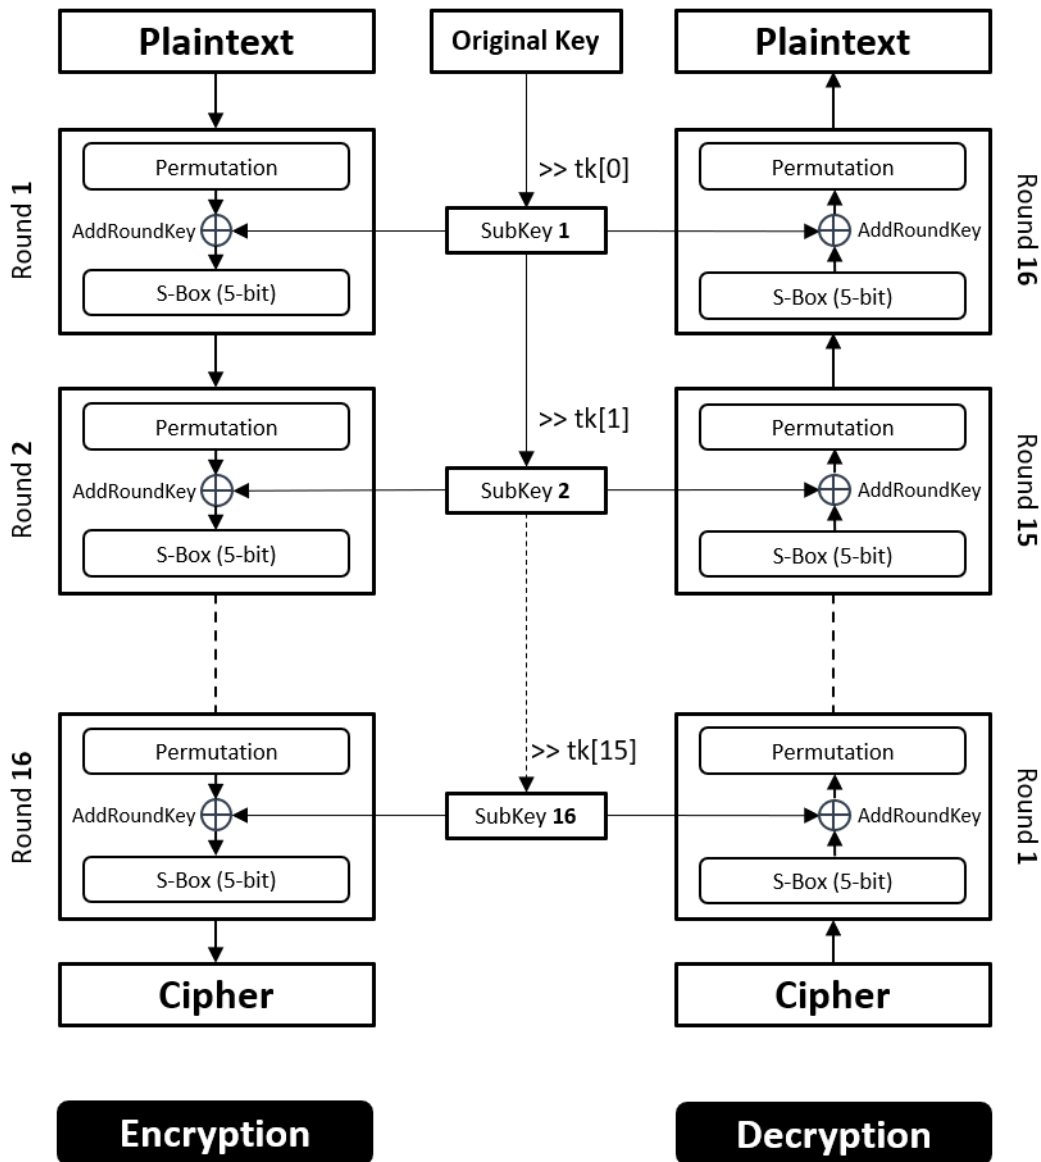 Plaintext
Original Key
Plaintext
Round 1
Permutation
AddRoundKey
S-Box (5-bit)
>> tk[0]
SubKey 1
Permutation
AddRoundKey
S-Box (5-bit)
Round 16
Round 2
Permutation
AddRoundKey
S-Box (5-bit)
>> tk[1]
SubKey 2
Permutation
AddRoundKey
S-Box (5-bit)
Round 15
Round 16
Permutation
AddRoundKey
S-Box (5-bit)
>> tk[15]
SubKey 16
Permutation
AddRoundKey
S-Box (5-bit)
Round 1
Cipher
Cipher
Encryption
Decryption